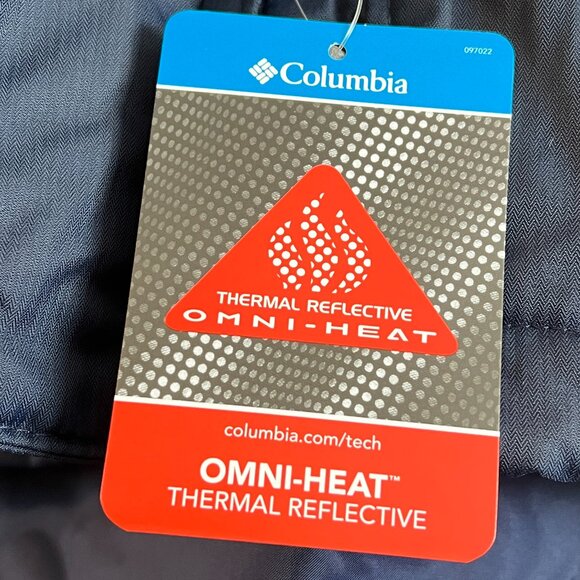 097022
Columbia
THERMAL REFLECTIVE
OMNI-HEAT
columbia.com/tech
OMNI-HEAT™
THERMAL REFLECTIVE